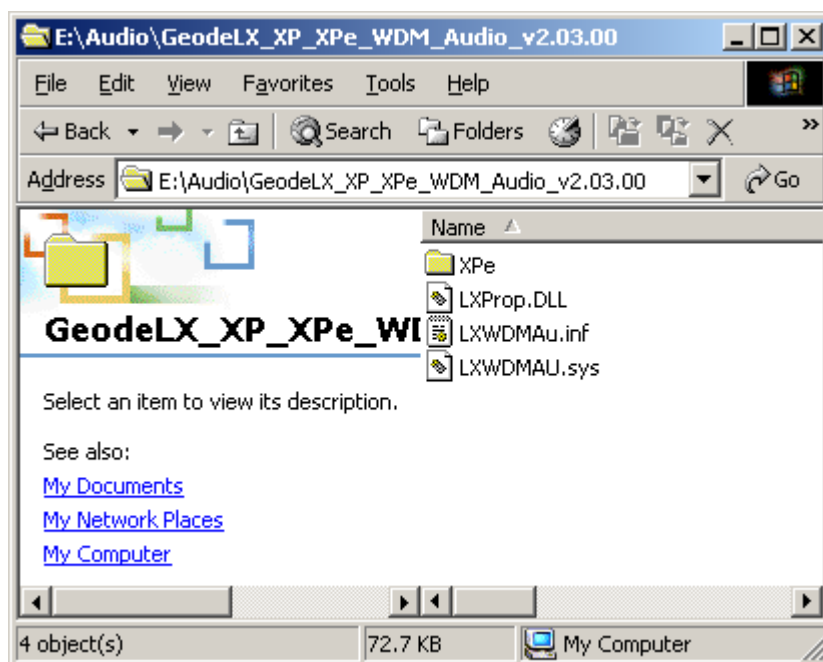 E:\Audio\GeodeLX_XP_XPe_WDM_Audio_v2.03.00
File Edit View Favorites Tools Help
Back Search Folders »
Address E:\Audio\GeodeLX_XP_XPe_WDM_Audio_v2.03.00 Go
Name
XPe
LXProp.DLL
LXWDMAu.inf
LXWDMAU.sys
GeodeLX_XP_XPe_WI
Select an item to view its description.
See also:
My Documents
My Network Places
My Computer
4 object(s) 72.7 KB My Computer